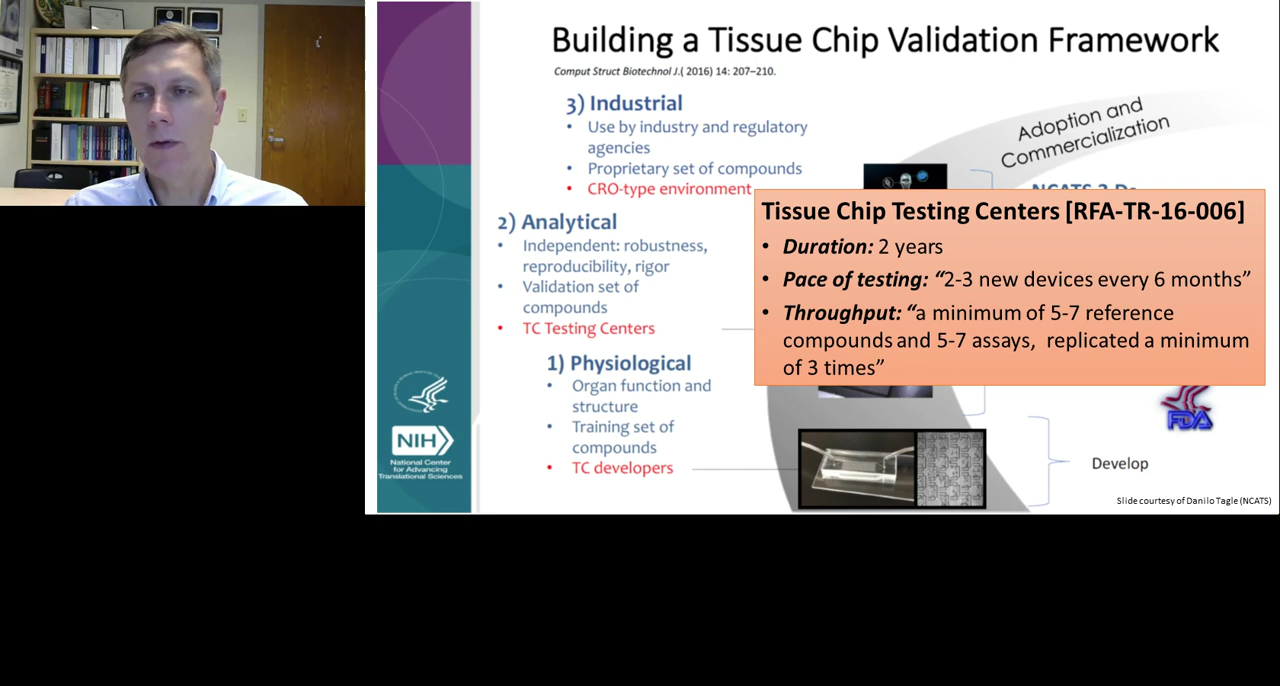 Building a Tissue Chip Validation Framework
Comput Struct Biotechnol J.( 2016) 14: 207–210.
3) Industrial
• Use by industry and regulatory
agencies
• Proprietary set of compounds
• CRO-type environment
Adoption and
Commercialization
2) Analytical
• Independent: robustness,
reproducibility, rigor
• Validation set of
compounds
• TC Testing Centers
Tissue Chip Testing Centers [RFA-TR-16-006]
• Duration: 2 years
• Pace of testing: “2-3 new devices every 6 months”
• Throughput: “a minimum of 5-7 reference
compounds and 5-7 assays, replicated a minimum
of 3 times”
1) Physiological
• Organ function and
structure
• Training set of
compounds
• TC developers
FDA
Develop
NIH
National Center
for Advancing
Translational Sciences
Slide courtesy of Danilo Tagle (NCATS)